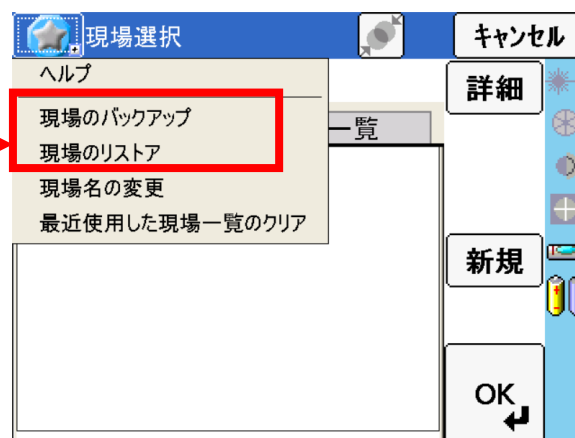 現場選択
キャンセル
ヘルプ
詳細
現場のバックアップ
一覧
現場のリストア
現場名の変更
最近使用した現場一覧のクリア
新規
OK